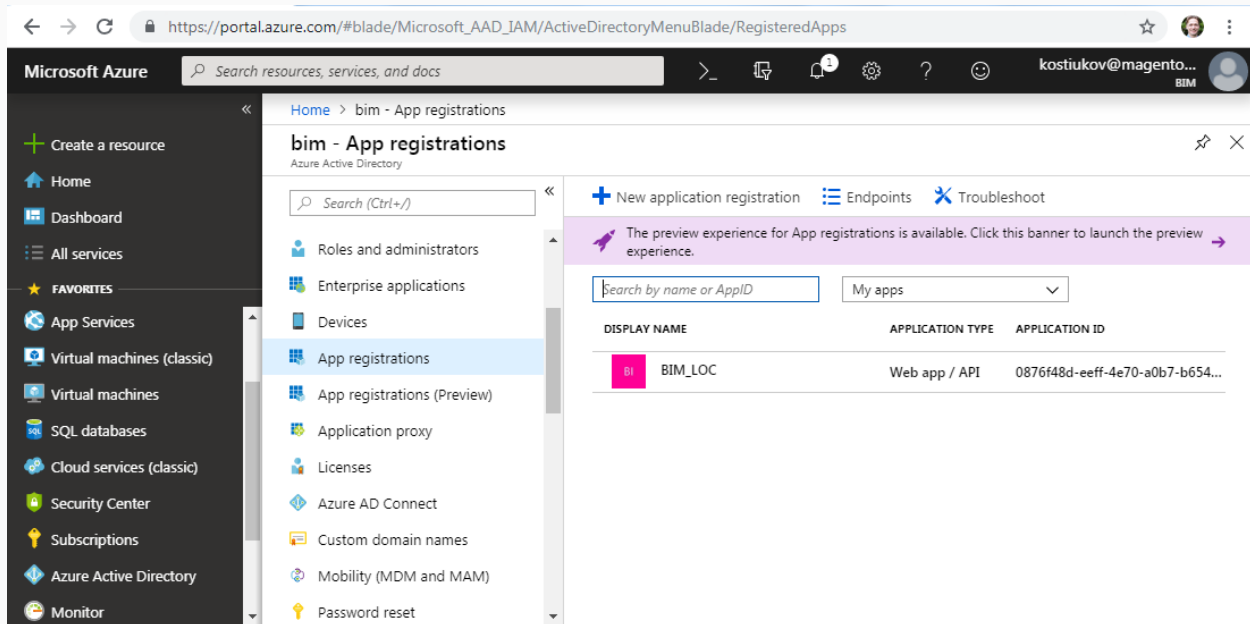 https://portal.azure.com/#blade/Microsoft_AAD_IAM/ActiveDirectoryMenuBlade/RegisteredApps
Microsoft Azure
Search resources, services, and docs
1
kostiukov@magento...
BIM
Create a resource
Home
Dashboard
All services
FAVORITES
App Services
Virtual machines (classic)
Virtual machines
SQL databases
Cloud services (classic)
Security Center
Subscriptions
Azure Active Directory
Monitor
Home > bim - App registrations
bim - App registrations
Azure Active Directory
Search (Ctrl+/)
Roles and administrators
Enterprise applications
Devices
App registrations
App registrations (Preview)
Application proxy
Licenses
Azure AD Connect
Custom domain names
Mobility (MDM and MAM)
Password reset
New application registration Endpoints Troubleshoot
The preview experience for App registrations is available. Click this banner to launch the preview
experience.
Search by name or AppID
My apps
DISPLAY NAME APPLICATION TYPE APPLICATION ID
BI BIM_LOC Web app / API 0876f48d-eeff-4e70-a0b7-b654...